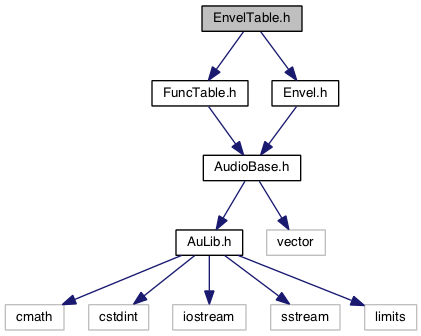 EnvelTable.h
FuncTable.h
Envel.h
AudioBase.h
AuLib.h
vector
cmath
cstdint
iostream
sstream
limits